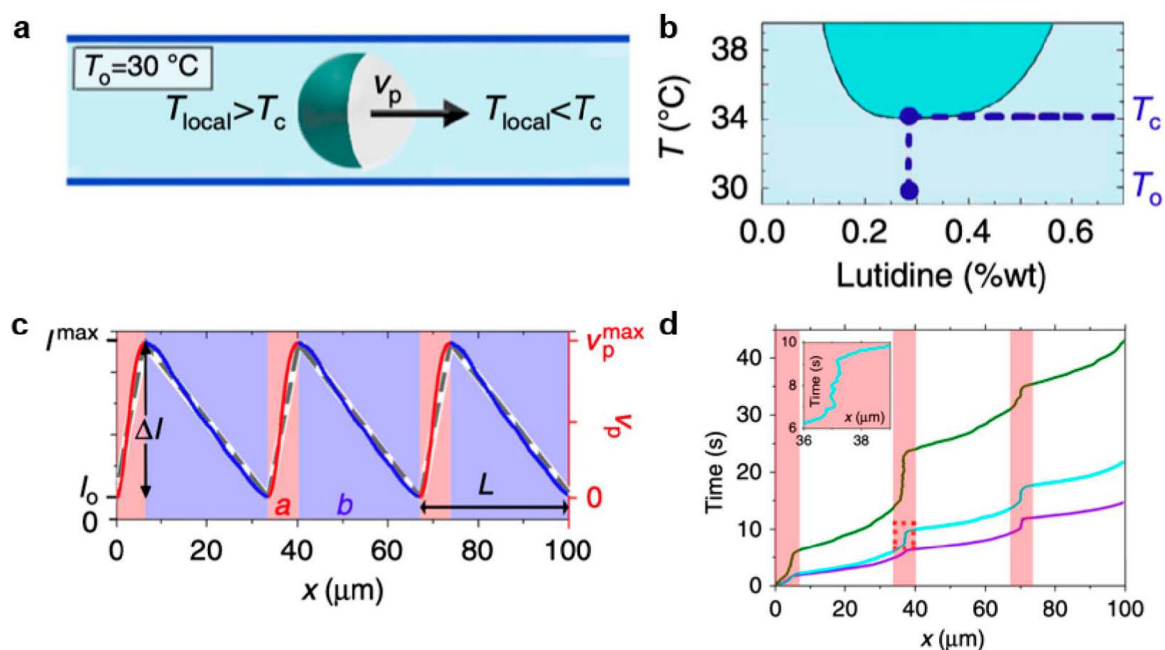 a
T_o=30 °C
T_local>T_c
v_p
T_local<T_c
b
T (°C)
38
34
30
T_c
T_o
0.0 0.2 0.4 0.6
Lutidine (%wt)
c
I^max
ΔI
I_o
0
a
b
L
v_p^max
v_p
0
0 20 40 60 80 100
x (μm)
d
Time (s)
40
30
20
10
0
10
8
6
Time (s)
x (μm)
36 38
0 20 40 60 80 100
x (μm)